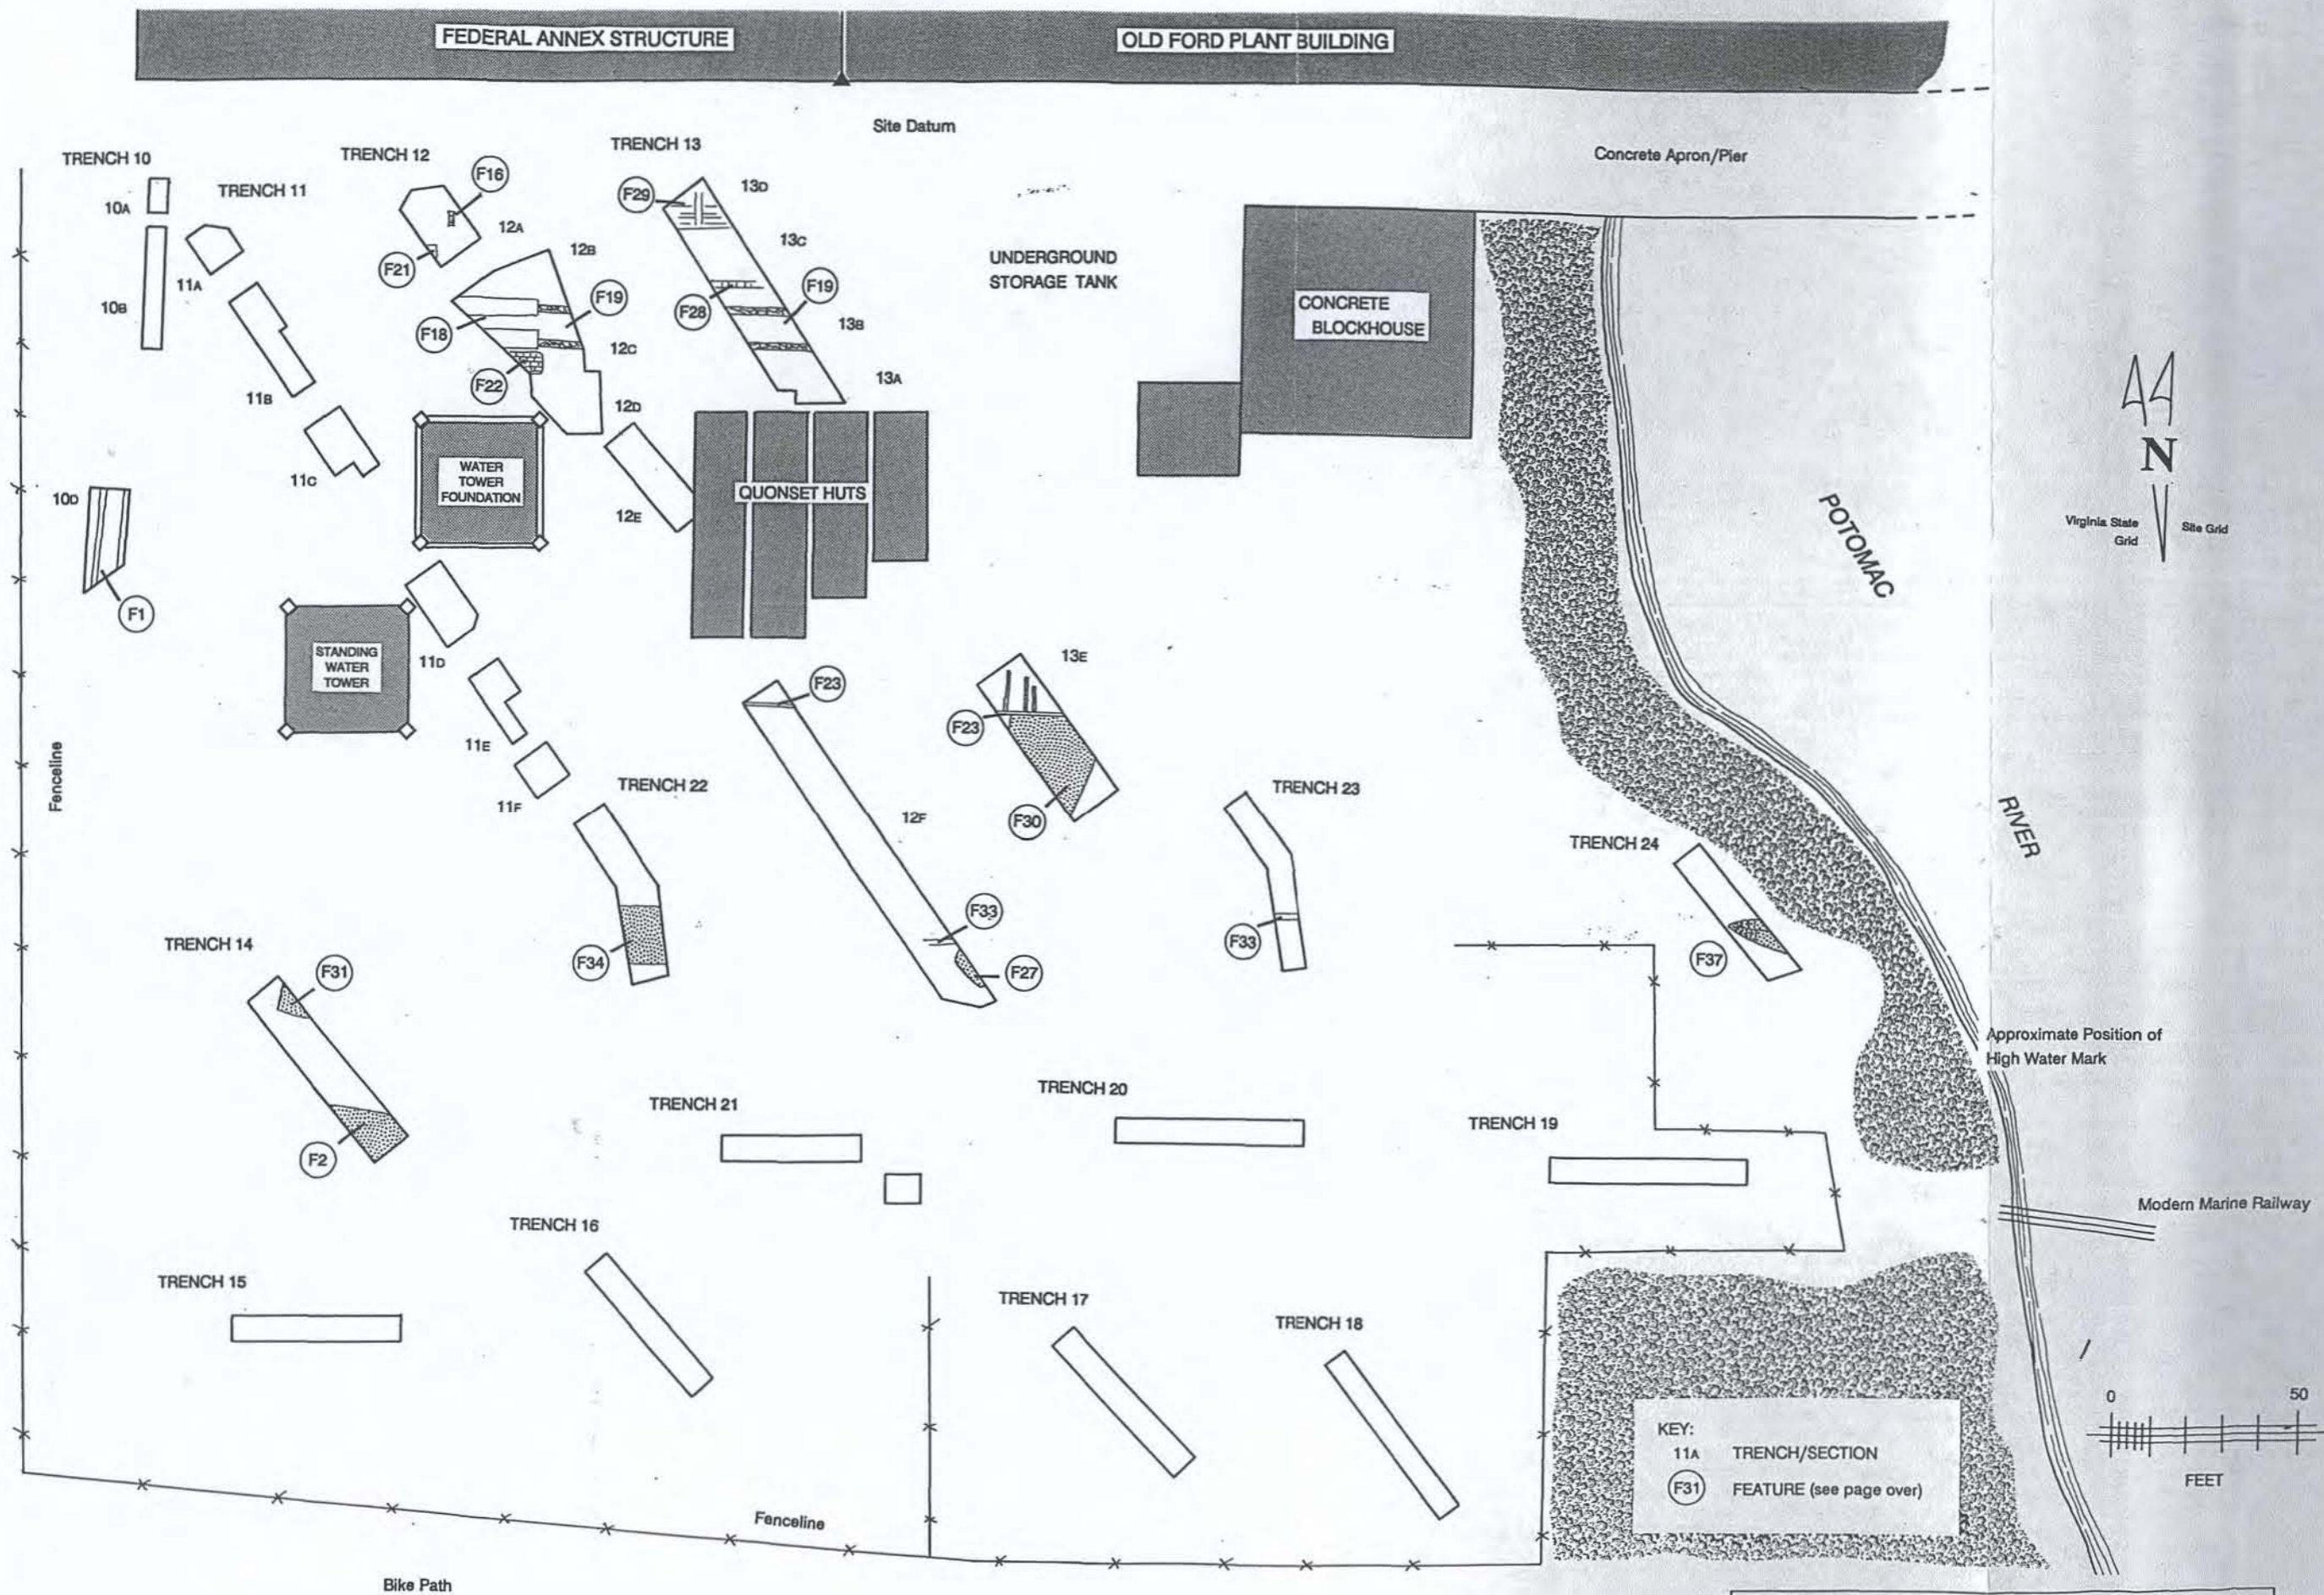 FEDERAL ANNEX STRUCTURE
OLD FORD PLANT BUILDING
Site Datum
Concrete Apron/Pier
TRENCH 10
TRENCH 11
TRENCH 12
TRENCH 13
10A
10B
10D
F1
11A
11B
11C
11D
11E
11F
F16
F21
12A
12B
F19
F18
12C
F22
12D
12E
F29
13D
13C
F28
F19
13B
13A
UNDERGROUND
STORAGE TANK
CONCRETE
BLOCKHOUSE
WATER
TOWER
FOUNDATION
QUONSET HUTS
STANDING
WATER
TOWER
POTOMAC
RIVER
N
Virginia State
Grid
Site Grid
Fenceline
F23
13E
F23
F30
12F
F33
F27
TRENCH 22
F34
TRENCH 23
F33
TRENCH 24
F37
TRENCH 14
F31
F2
Approximate Position of
High Water Mark
TRENCH 21
TRENCH 20
TRENCH 19
Modern Marine Railway
TRENCH 15
TRENCH 16
TRENCH 17
TRENCH 18
KEY:
11A TRENCH/SECTION
F31 FEATURE (see page over)
0 50
FEET
Fenceline
Bike Path